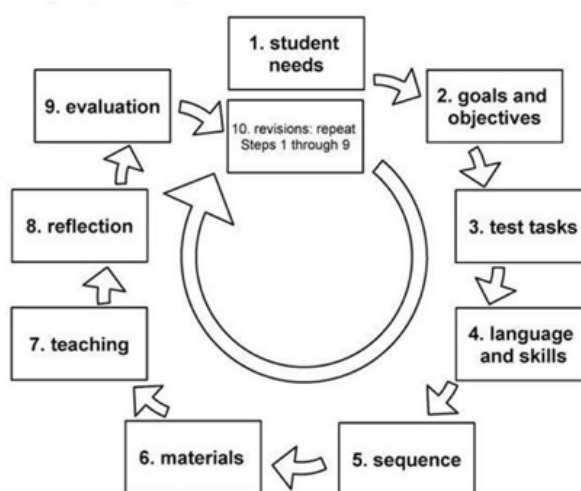 1. student
needs
2. goals and
objectives
3. test tasks
4. language
and skills
5. sequence
6. materials
7. teaching
8. reflection
9. evaluation
10. revisions: repeat
Steps 1 through 9